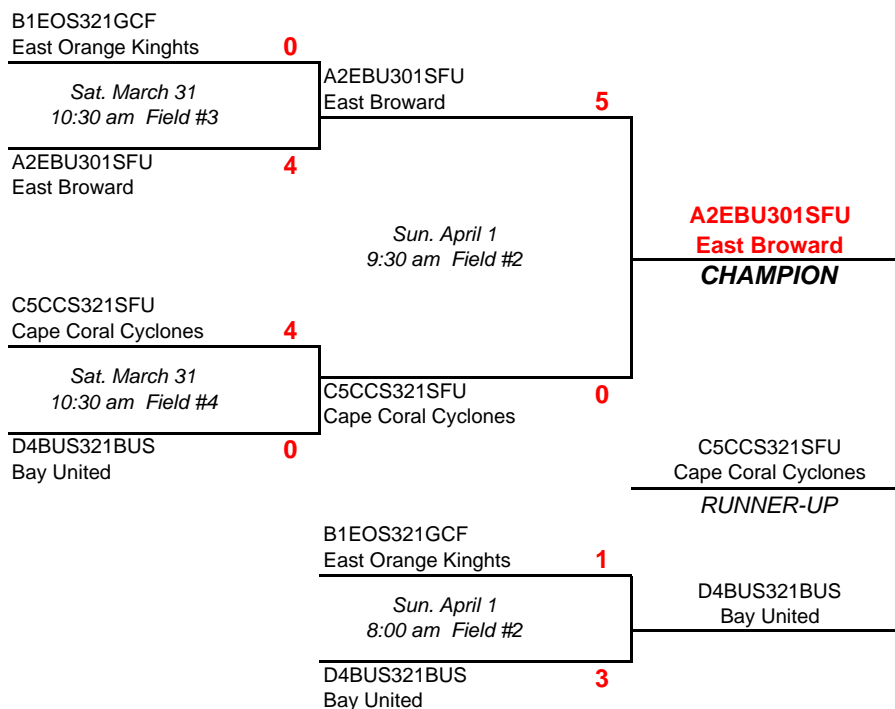 B1EOS321GCF
East Orange Kinghts 0
Sat. March 31
10:30 am Field #3
A2EBU301SFU 4
East Broward
A2EBU301SFU
East Broward 5
Sun. April 1
9:30 am Field #2
A2EBU301SFU
East Broward
CHAMPION
C5CCS321SFU
Cape Coral Cyclones 4
Sat. March 31
10:30 am Field #4
D4BUS321BUS 0
Bay United
C5CCS321SFU 0
Cape Coral Cyclones
C5CCS321SFU
Cape Coral Cyclones
RUNNER-UP
B1EOS321GCF
East Orange Kinghts 1
Sun. April 1
8:00 am Field #2
D4BUS321BUS 3
Bay United
D4BUS321BUS
Bay United